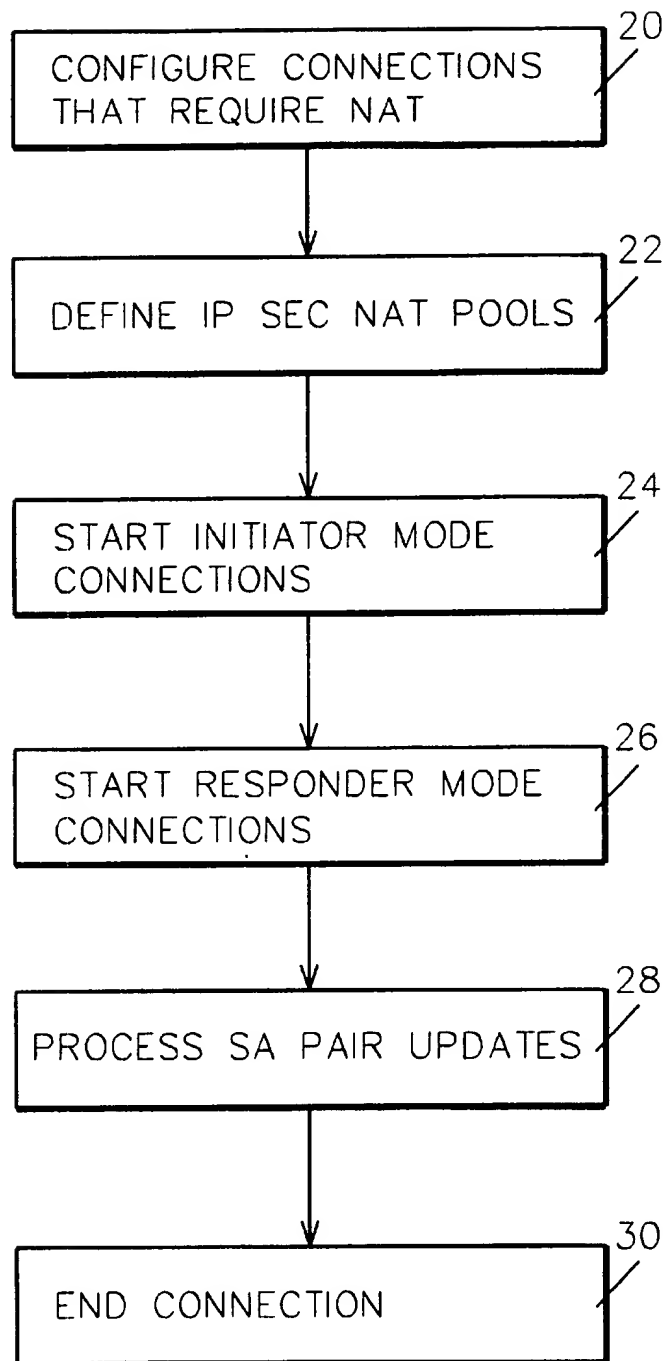 20
CONFIGURE CONNECTIONS
THAT REQUIRE NAT
22
DEFINE IP SEC NAT POOLS
24
START INITIATOR MODE
CONNECTIONS
26
START RESPONDER MODE
CONNECTIONS
28
PROCESS SA PAIR UPDATES
30
END CONNECTION